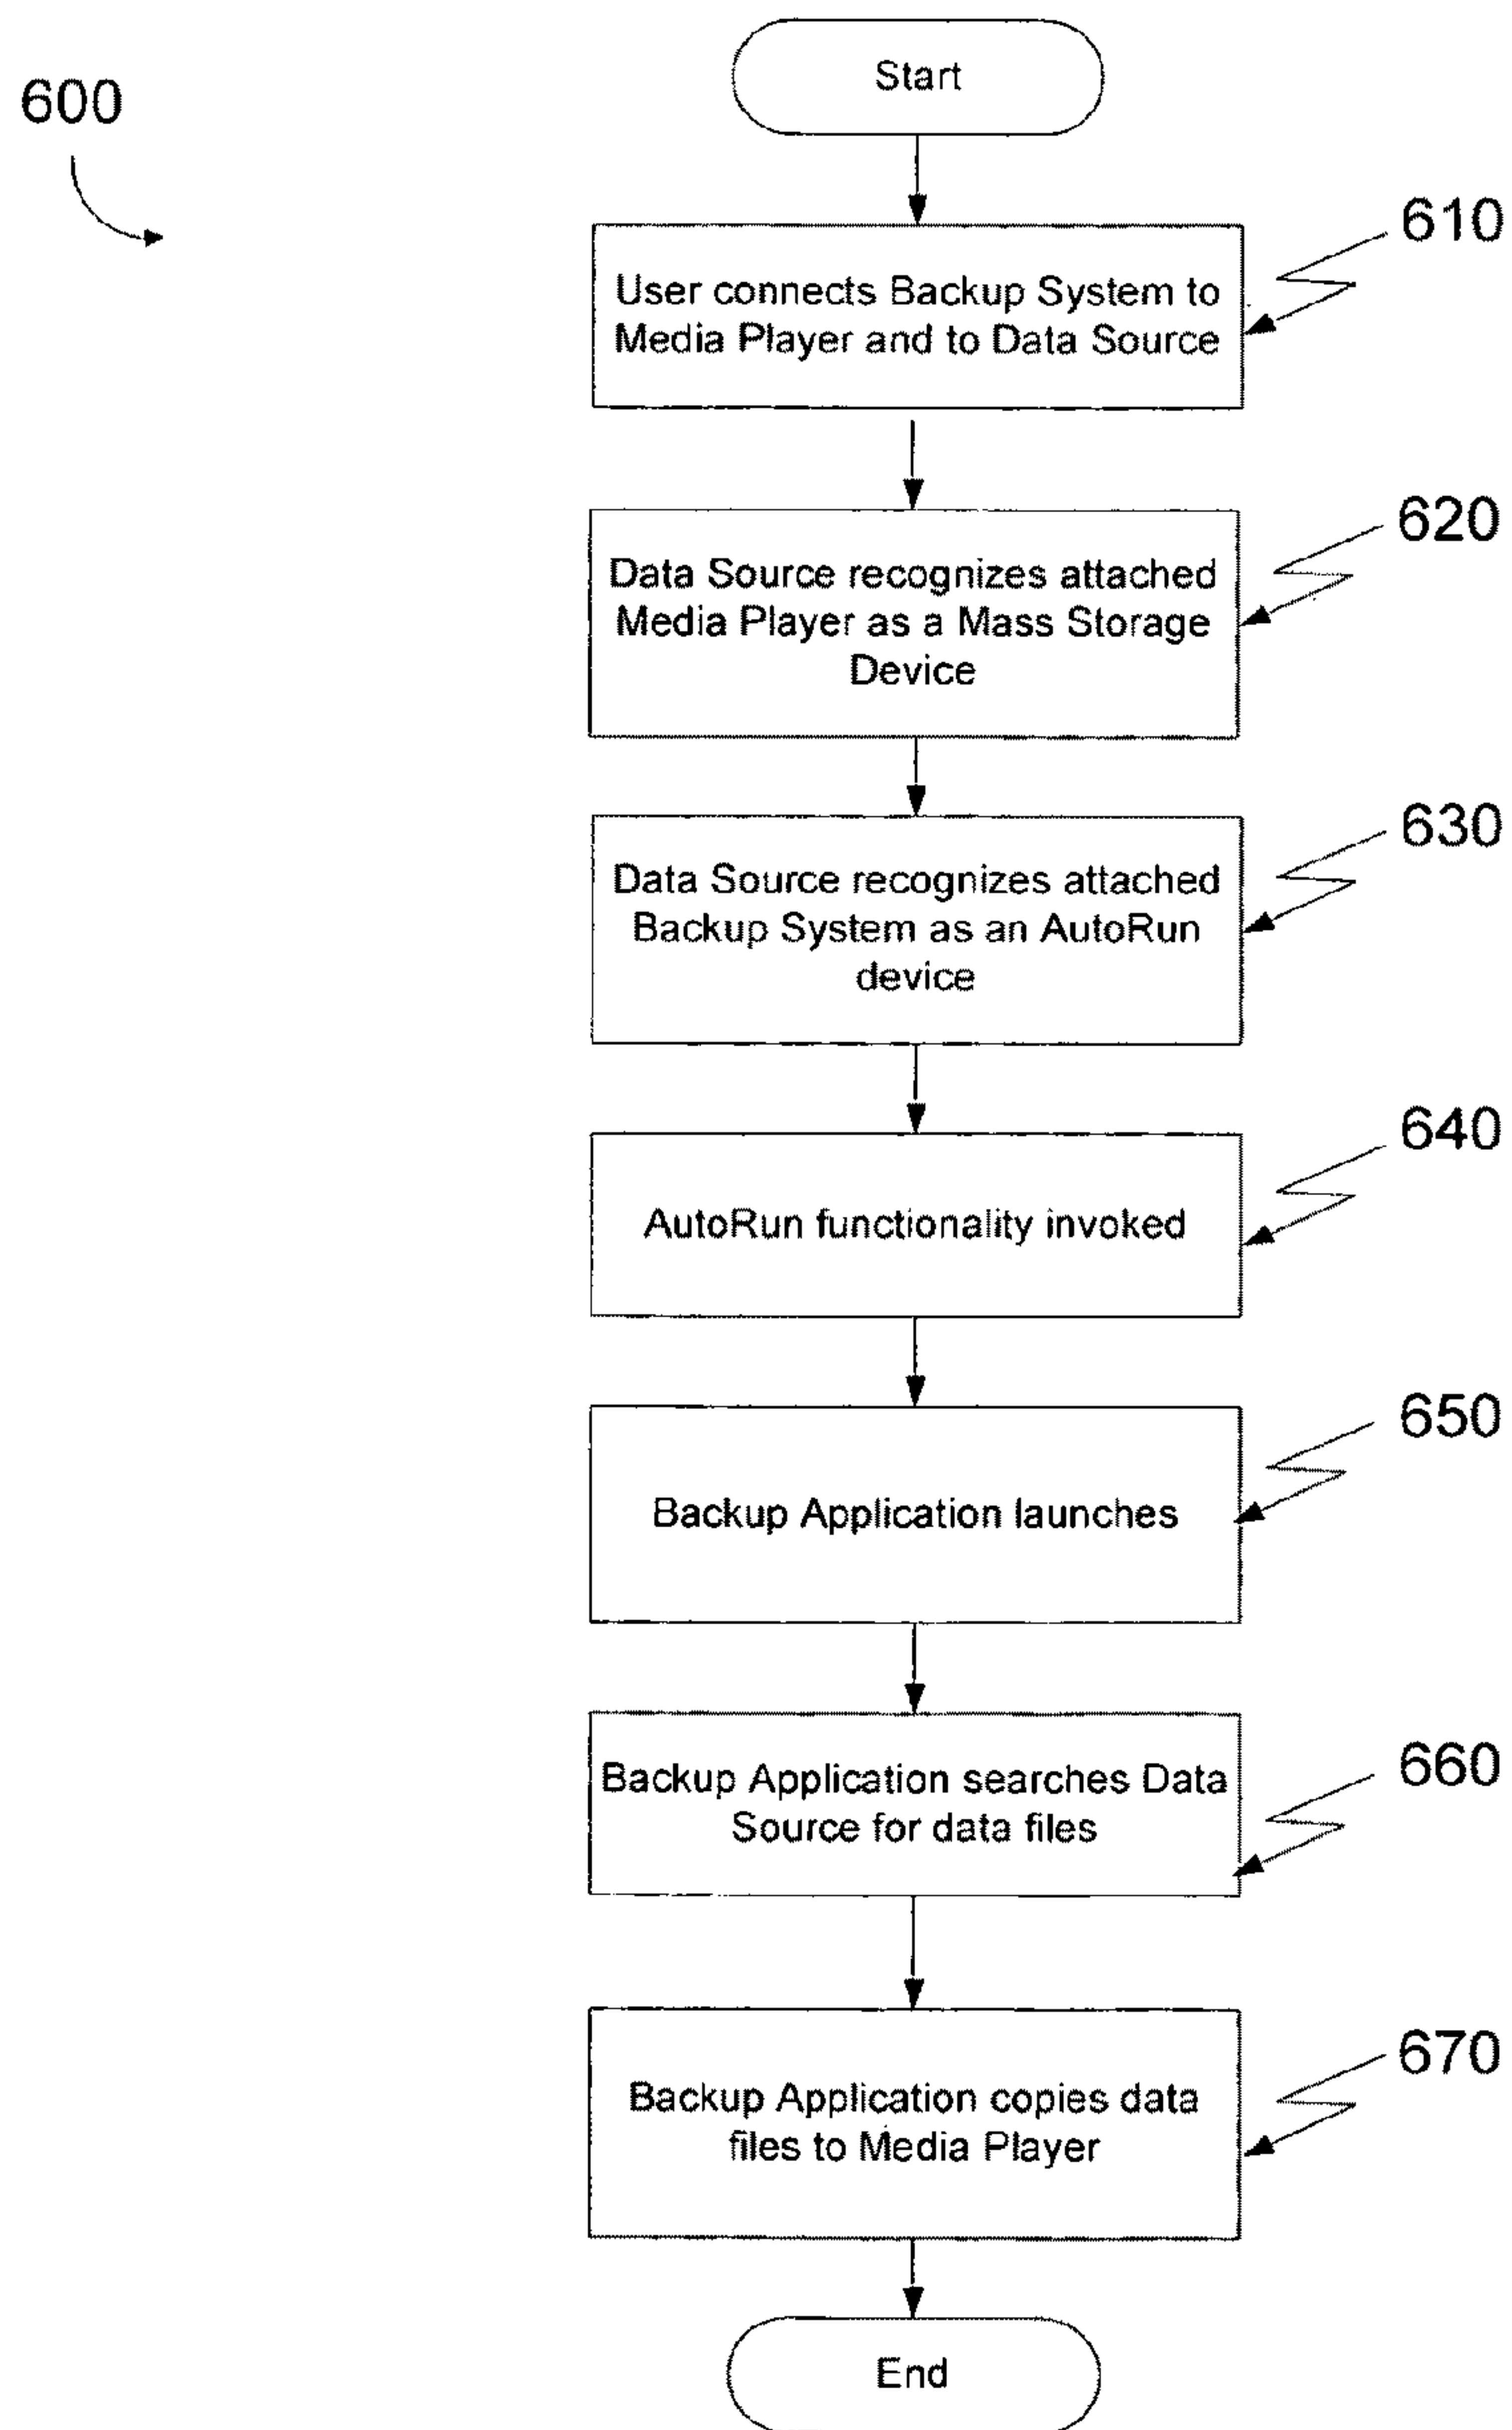 Start
600
610
User connects Backup System to
Media Player and to Data Source
620
Data Source recognizes attached
Media Player as a Mass Storage
Device
630
Data Source recognizes attached
Backup System as an AutoRun
device
640
AutoRun functionality invoked
650
Backup Application launches
660
Backup Application searches Data
Source for data files
670
Backup Application copies data
files to Media Player
End